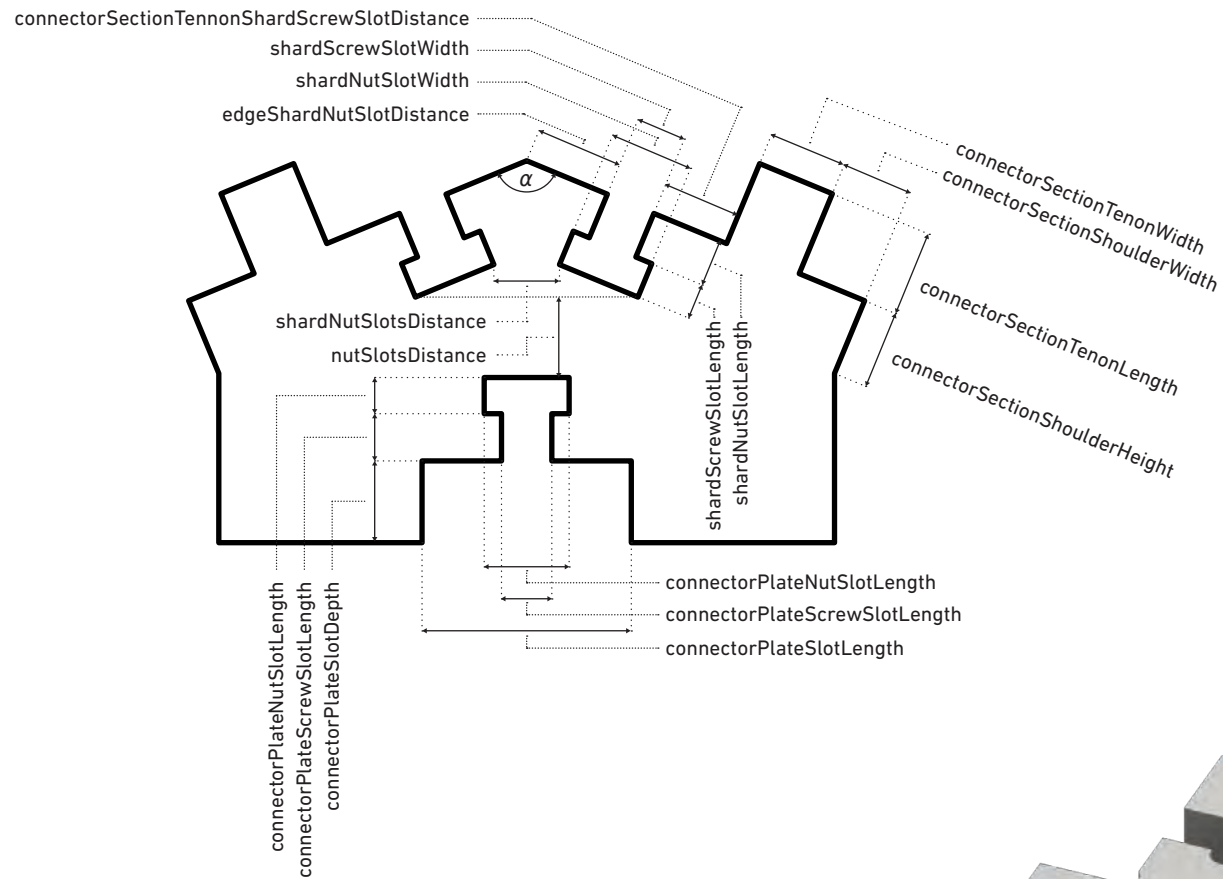 connectorSectionTennonShardScrewSlotDistance
shardScrewSlotWidth
shardNutSlotWidth
edgeShardNutSlotDistance
α
connectorSectionTenonWidth
connectorSectionShoulderWidth
connectorSectionTenonLength
connectorSectionShoulderHeight
shardNutSlotsDistance
nutSlotsDistance
shardScrewSlotLength
shardNutSlotLength
connectorPlateNutSlotLength
connectorPlateScrewSlotLength
connectorPlateSlotDepth
connectorPlateNutSlotLength
connectorPlateScrewSlotLength
connectorPlateSlotLength